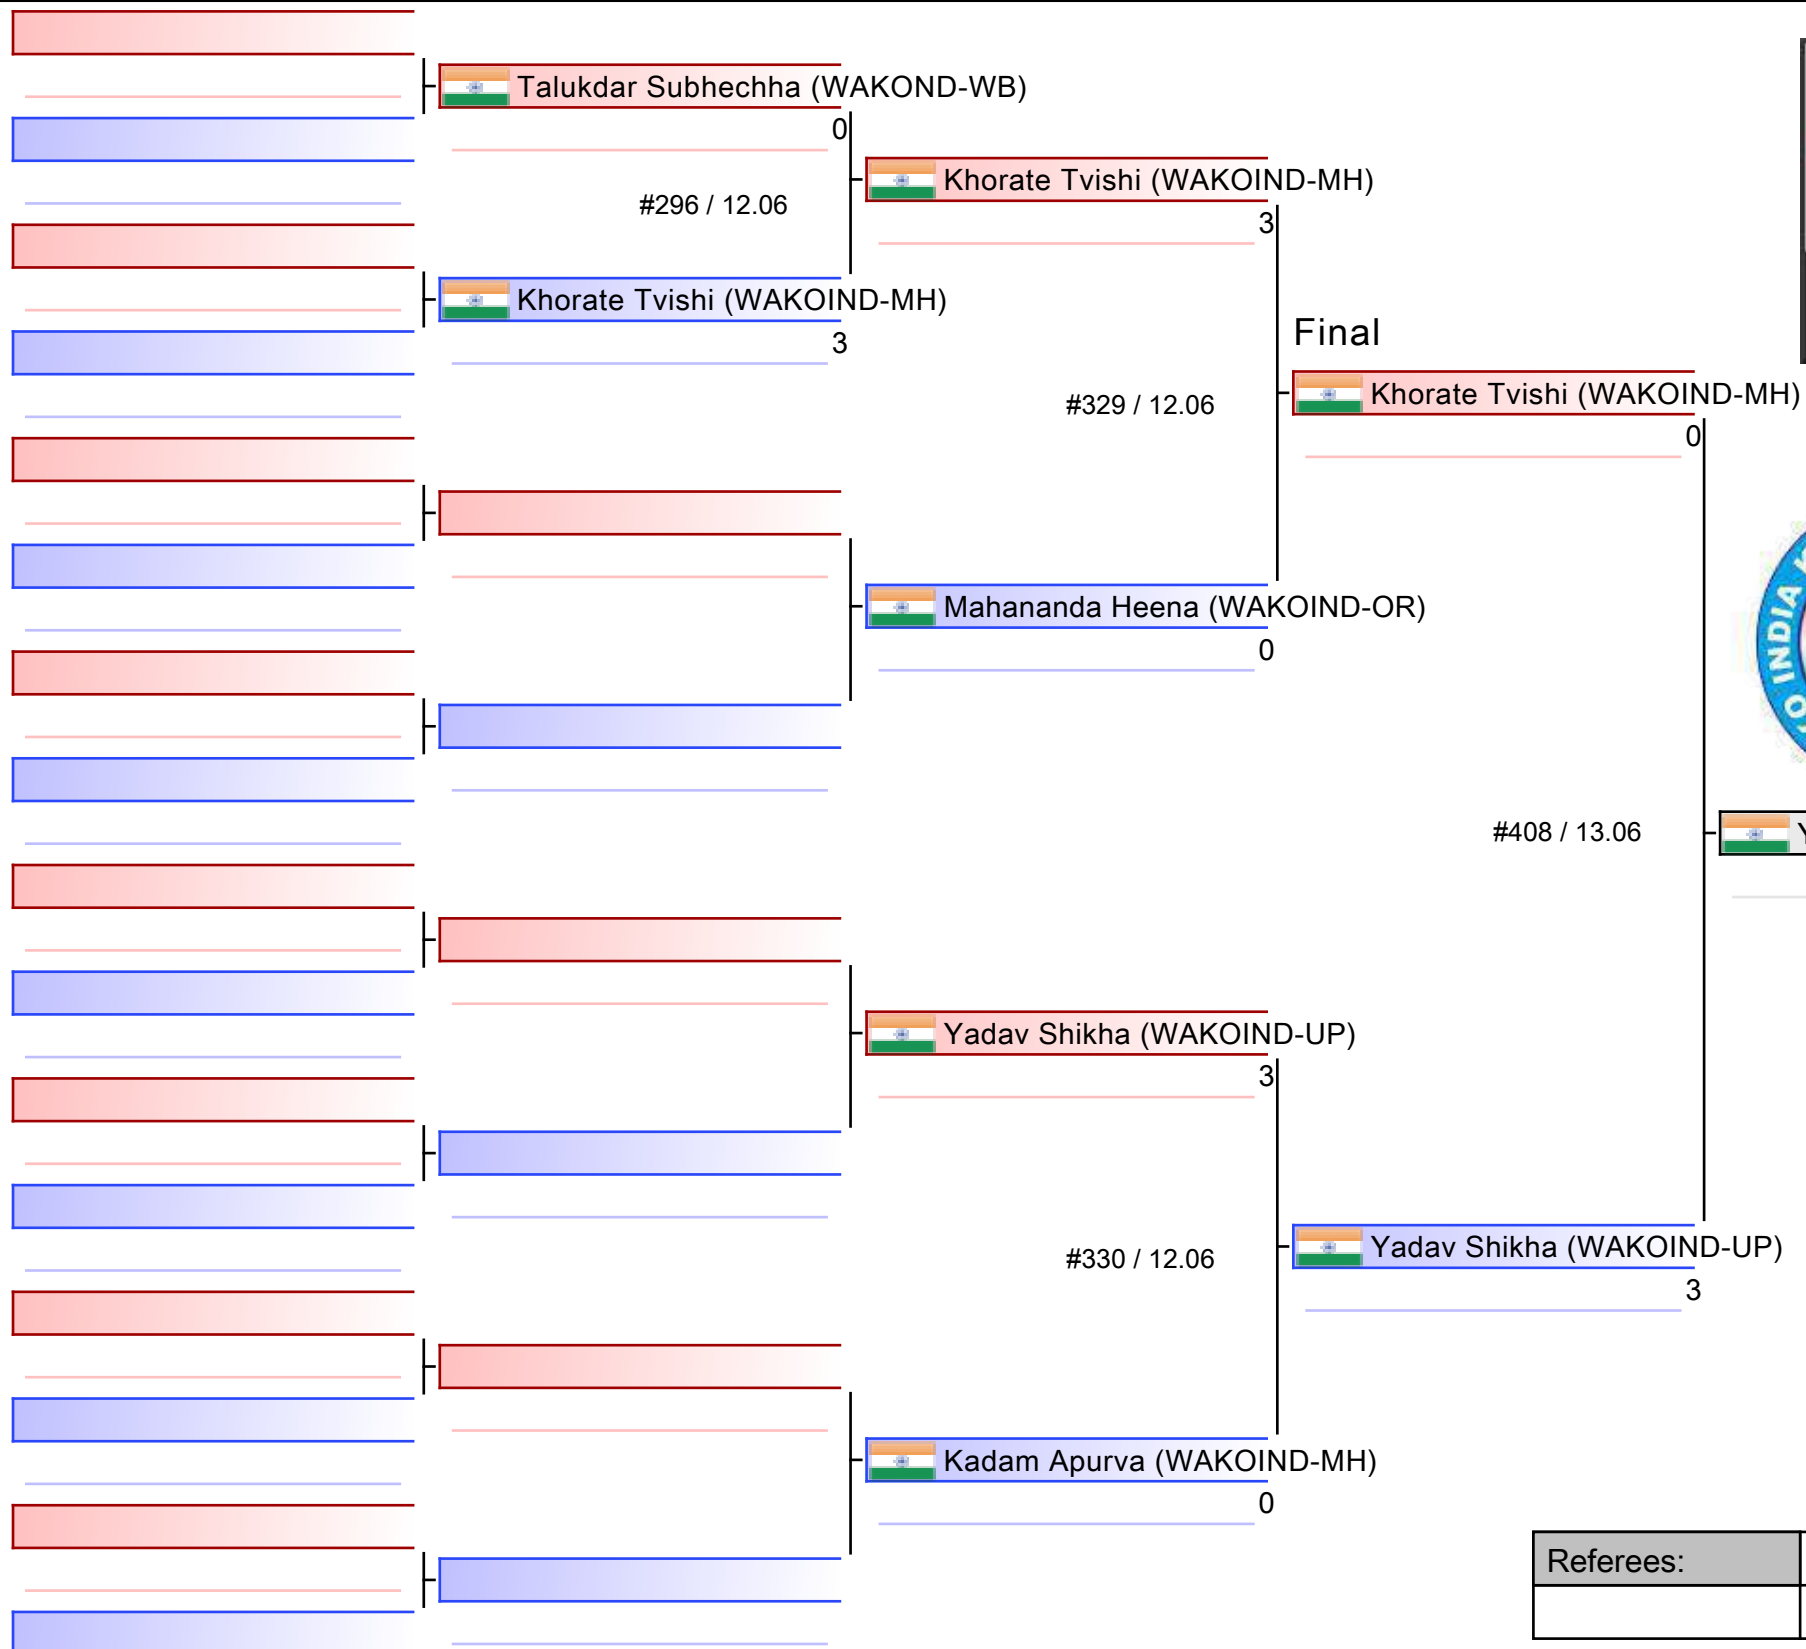 Talukdar Subhechha (WAKOND-WB)
0
#296 / 12.06
Khorate Tvishi (WAKOIND-MH)
3
Khorate Tvishi (WAKOIND-MH)
3
#329 / 12.06
Mahananda Heena (WAKOIND-OR)
0
Final
Khorate Tvishi (WAKOIND-MH)
0
INDIA
#408 / 13.06
Yadav Shikha (WAKOIND-UP)
3
#330 / 12.06
Yadav Shikha (WAKOIND-UP)
3
Kadam Apurva (WAKOIND-MH)
0
Referees: